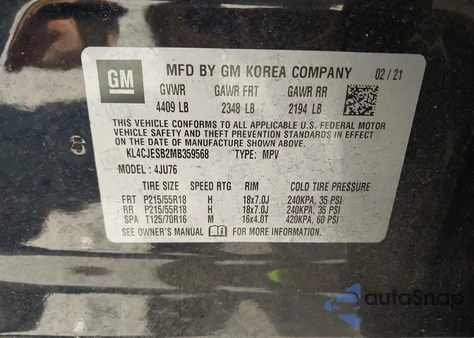 GM
MFD BY GM KOREA COMPANY 02/21
GVWR GAWR FRT GAWR RR
4409 LB 2348 LB 2194 LB
THIS VEHICLE CONFORMS TO ALL APPLICABLE U.S. FEDERAL MOTOR
VEHICLE SAFETY, BUMPER, AND THEFT PREVENTION STANDARDS IN EFFECT
ON THE DATE OF MANUFACTURE SHOWN ABOVE.
KL4CJESB2MB359568 TYPE: MPV
MODEL: 4JU76
TIRE SIZE SPEED RTG RIM COLD TIRE PRESSURE
FRT P215/55R18 H 18x7.0J 240KPA, 35 PSI
RR P215/55R18 H 18x7.0J 240KPA, 35 PSI
SPA T125/70R16 M 16x4.0T 420KPA, 60 PSI
SEE OWNER'S MANUAL FOR MORE INFORMATION.
autoSnap